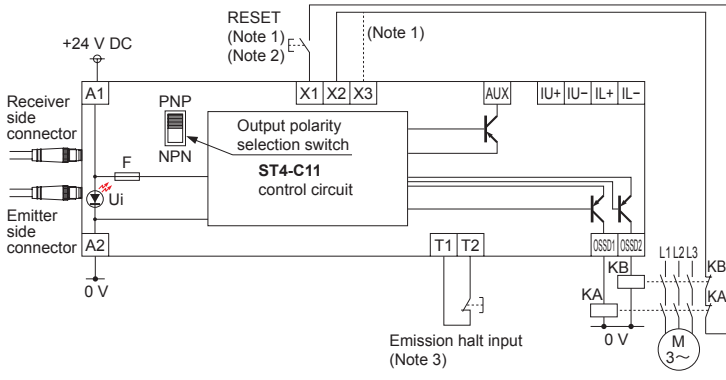 RESET
(Note 1)
(Note 2)
(Note 1)
+24 V DC
A1
X1 X2 X3
AUX
IU+ IU− IL+ IL−
PNP
NPN
Output polarity
selection switch
ST4-C11
control circuit
Receiver
side
connector
F
Ui
Emitter
side
connector
A2
T1 T2
OSSD1 OSSD2
0 V
L1 L2 L3
KB
KB
KA
KA
0 V
Emission halt input
(Note 3)
M
3〜